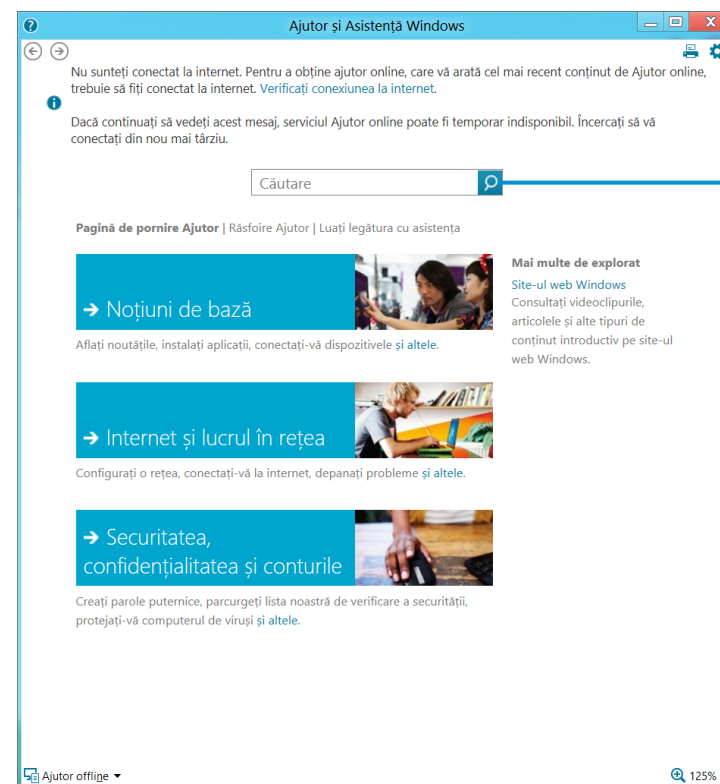 Ajutor și Asistență Windows
Nu sunteți conectat la internet. Pentru a obține ajutor online, care vă arată cel mai recent conținut de Ajutor online,
trebuie să fiți conectat la internet. Verificați conexiunea la internet.
Dacă continuați să vedeți acest mesaj, serviciul Ajutor online poate fi temporar indisponibil. Încercați să vă
conectați din nou mai târziu.
Căutare
Pagină de pornire Ajutor | Răsfoire Ajutor | Luați legătura cu asistența
Noțiuni de bază
Aflați noutățile, instalați aplicații, conectați-vă dispozitivele și altele.
Mai multe de explorat
Site-ul web Windows
Consultați videoclipurile,
articolele și alte tipuri de
conținut introductiv pe site-ul
web Windows.
Internet și lucrul în rețea
Configurați o rețea, conectați-vă la internet, depanați probleme și altele.
Securitatea,
confidențialitatea și conturile
Creați parole puternice, parcurgeți lista noastră de verificare a securității,
protejați-vă computerul de viruși și altele.
Ajutor offline
125%